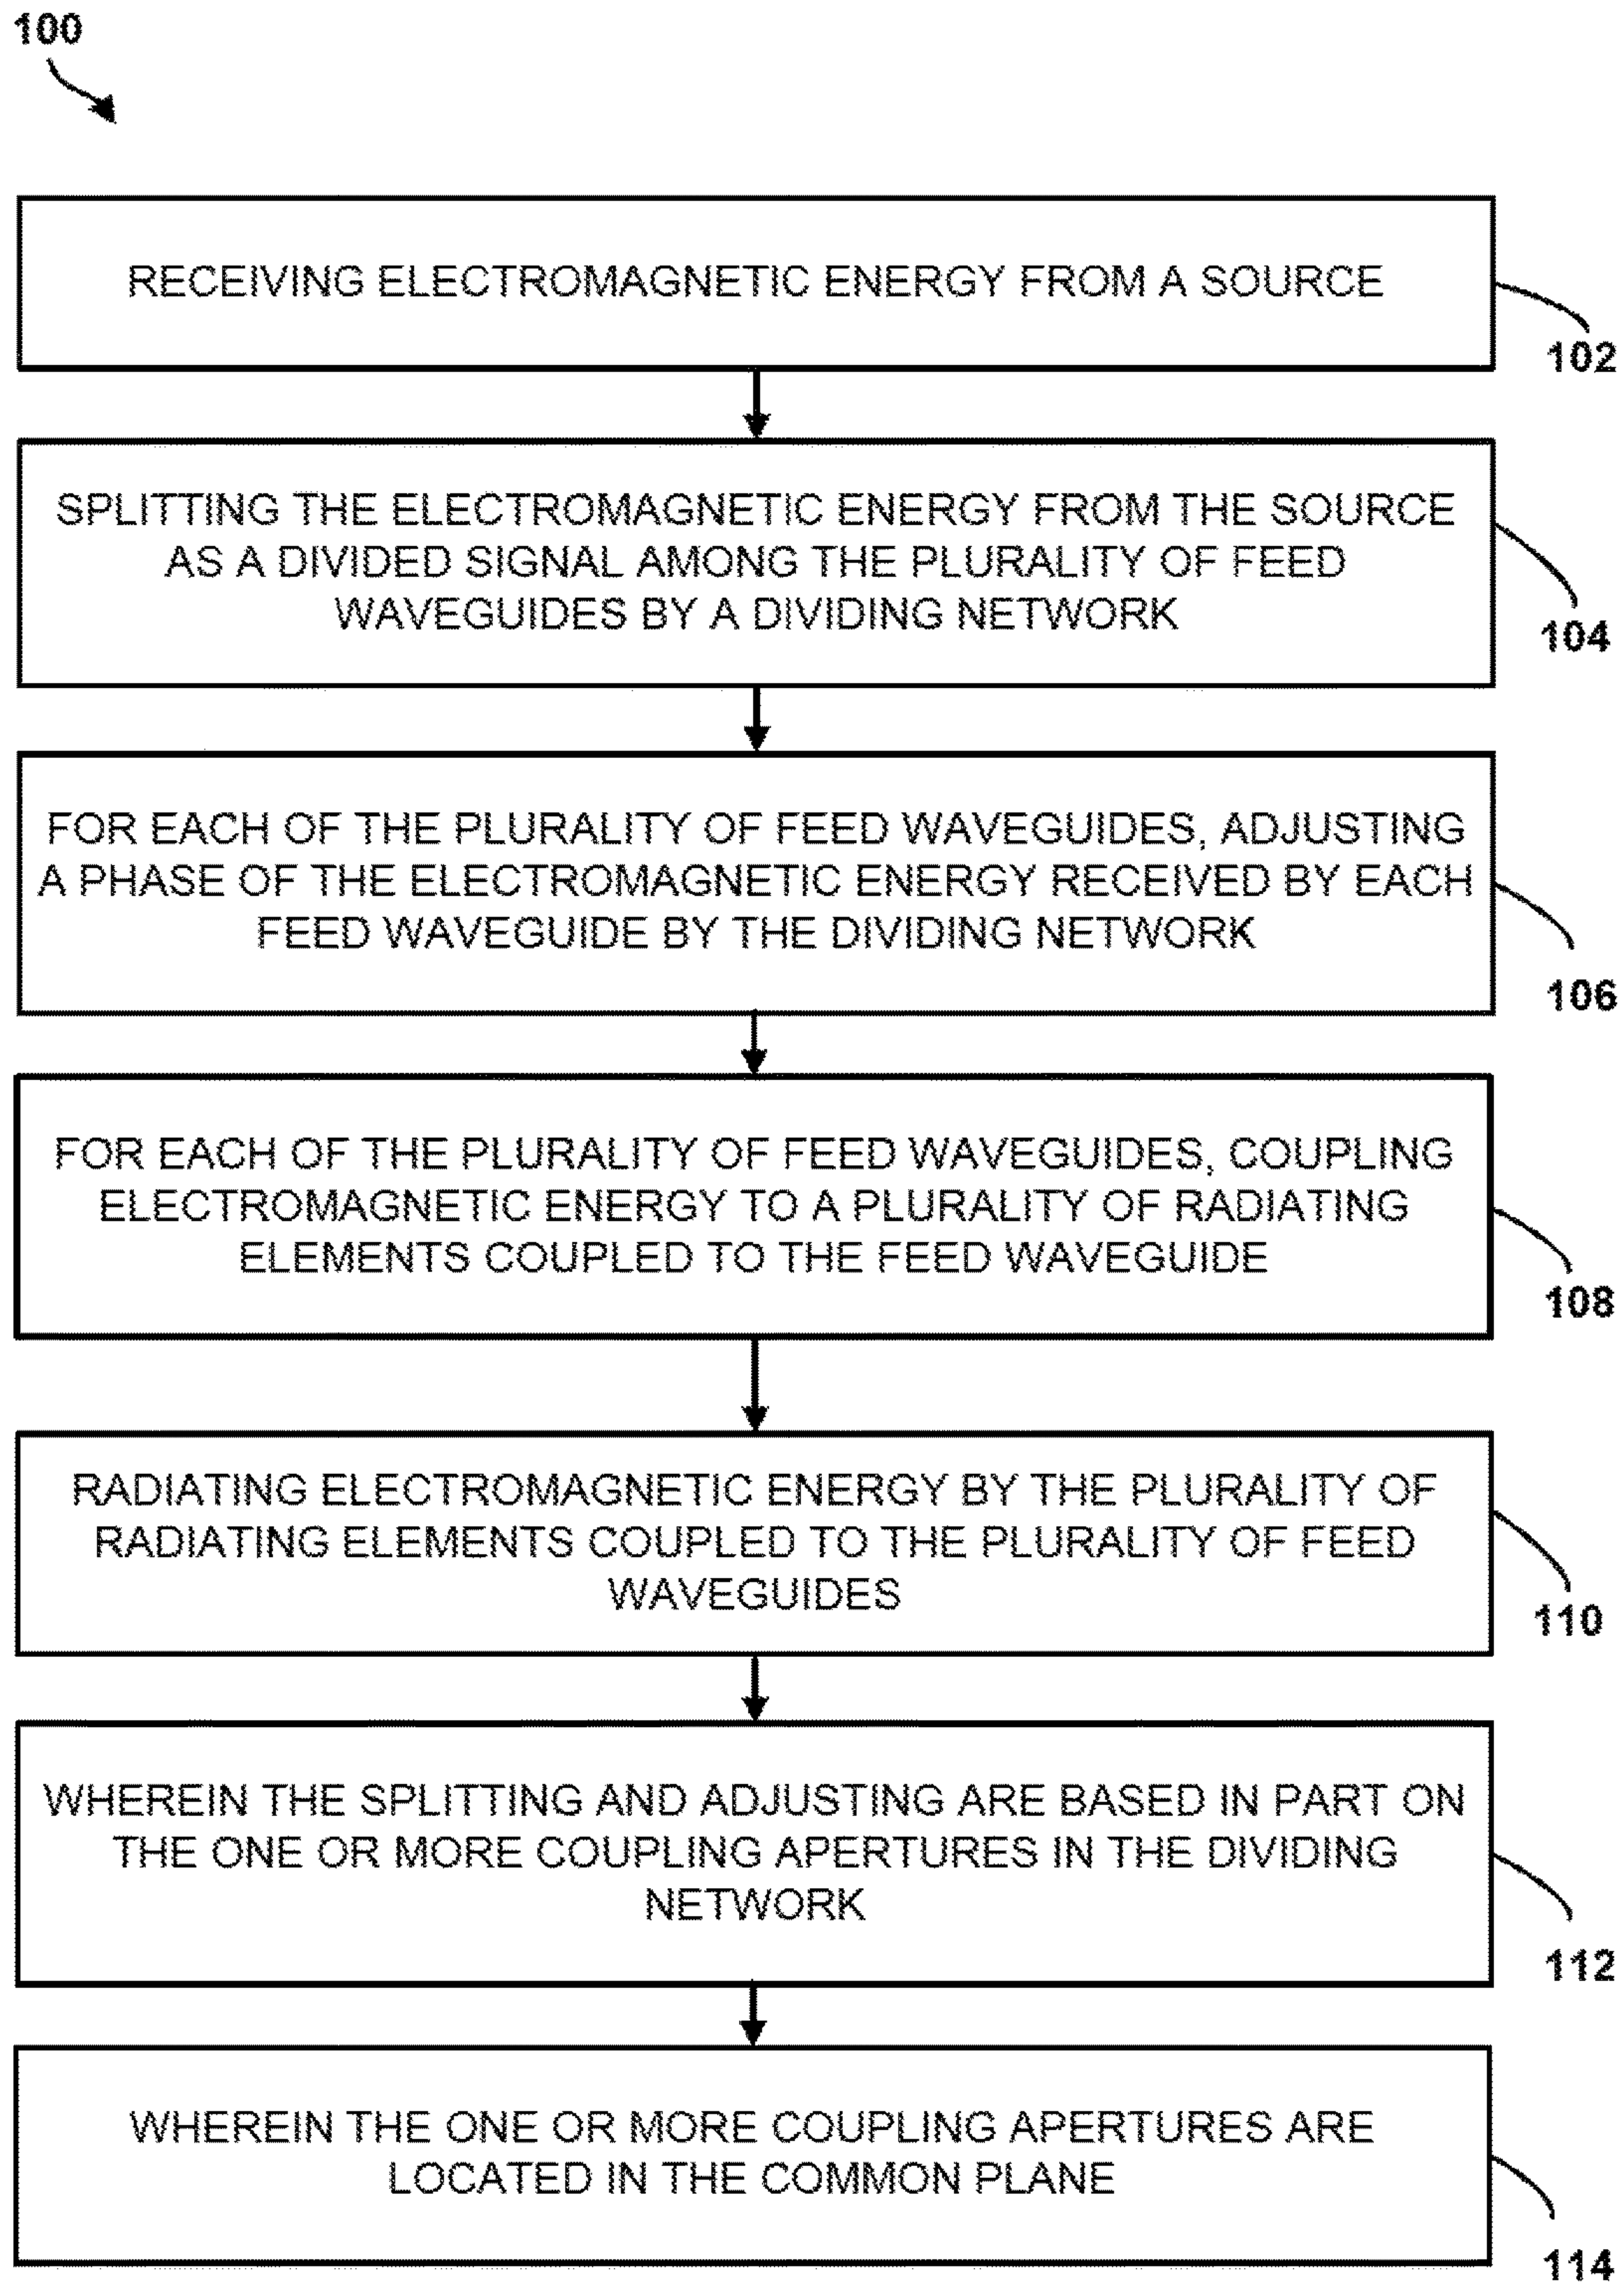 100
RECEIVING ELECTROMAGNETIC ENERGY FROM A SOURCE
102
SPLITTING THE ELECTROMAGNETIC ENERGY FROM THE SOURCE
AS A DIVIDED SIGNAL AMONG THE PLURALITY OF FEED
WAVEGUIDES BY A DIVIDING NETWORK
104
FOR EACH OF THE PLURALITY OF FEED WAVEGUIDES, ADJUSTING
A PHASE OF THE ELECTROMAGNETIC ENERGY RECEIVED BY EACH
FEED WAVEGUIDE BY THE DIVIDING NETWORK
106
FOR EACH OF THE PLURALITY OF FEED WAVEGUIDES, COUPLING
ELECTROMAGNETIC ENERGY TO A PLURALITY OF RADIATING
ELEMENTS COUPLED TO THE FEED WAVEGUIDE
108
RADIATING ELECTROMAGNETIC ENERGY BY THE PLURALITY OF
RADIATING ELEMENTS COUPLED TO THE PLURALITY OF FEED
WAVEGUIDES
110
WHEREIN THE SPLITTING AND ADJUSTING ARE BASED IN PART ON
THE ONE OR MORE COUPLING APERTURES IN THE DIVIDING
NETWORK
112
WHEREIN THE ONE OR MORE COUPLING APERTURES ARE
LOCATED IN THE COMMON PLANE
114